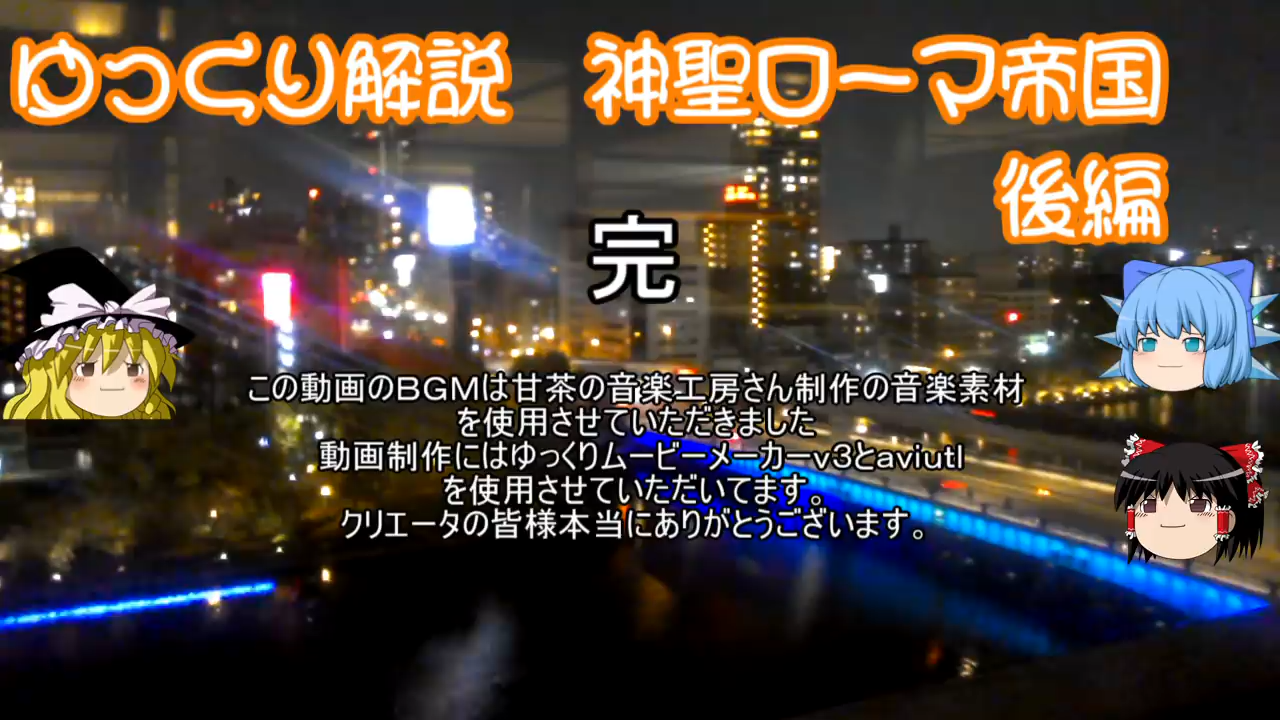 ゆっくり解説　神聖ローマ帝国
後編
完
この動画のＢＧＭは甘茶の音楽工房さん制作の音楽素材
を使用させていただきました
動画制作にはゆっくりムービーメーカーv3とaviutl
を使用させていただいてます。
クリエータの皆様本当にありがとうございます。